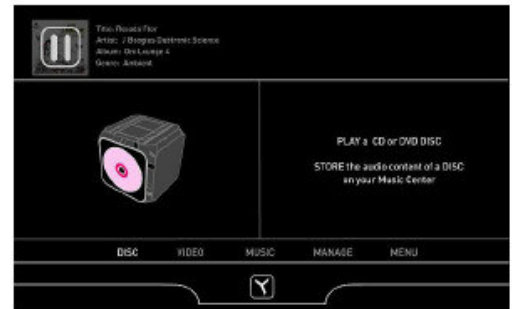 Title: Rosada Flor
Artist: J Boogies Dubtronic Science
Album: Om Lounge 4
Genre: Ambient
PLAY a CD or DVD DISC
STORE the audio content of a DISC
on your Music Center
DISC VIDEO MUSIC MANAGE MENU